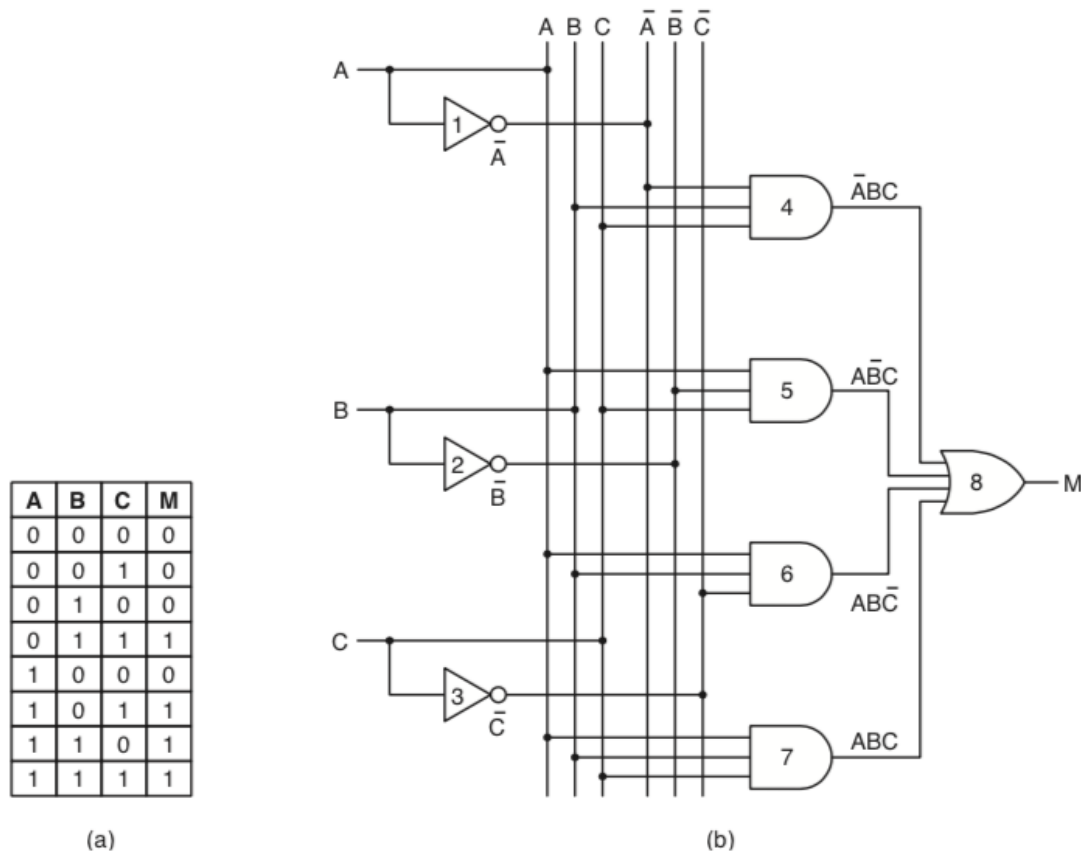 A B C A̅ B̅ C̅
A
1
A̅
4
A̅BC
5
AB̅C
B
2
B̅
8
M
6
ABC̅
C
3
C̅
7
ABC
A B C M
0 0 0 0
0 0 1 0
0 1 0 0
0 1 1 1
1 0 0 0
1 0 1 1
1 1 0 1
1 1 1 1
(a)
(b)